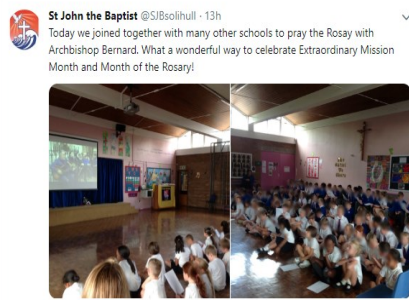 St John the Baptist @SJBsolihull · 13h
Today we joined together with many other schools to pray the Rosay with
Archbishop Bernard. What a wonderful way to celebrate Extraordinary Mission
Month and Month of the Rosary!